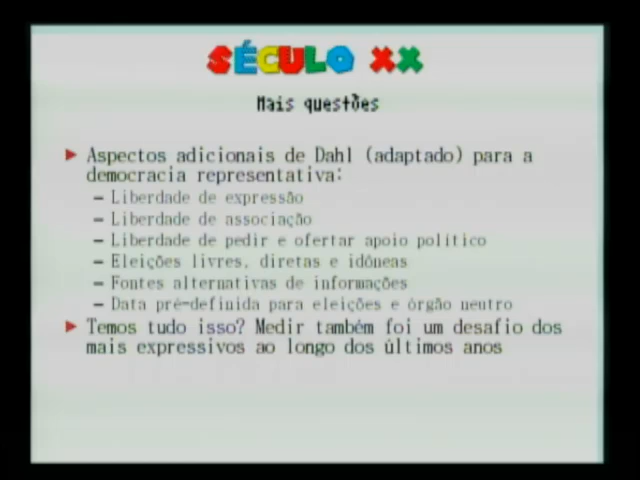 SÉCULO XX
Mais questões
Aspectos adicionais de Dahl (adaptado) para a
democracia representativa:
– Liberdade de expressão
– Liberdade de associação
– Liberdade de pedir e ofertar apoio político
– Eleições livres, diretas e idôneas
– Fontes alternativas de informações
– Data pré-definida para eleições e órgão neutro
Temos tudo isso? Medir também foi um desafio dos
mais expressivos ao longo dos últimos anos